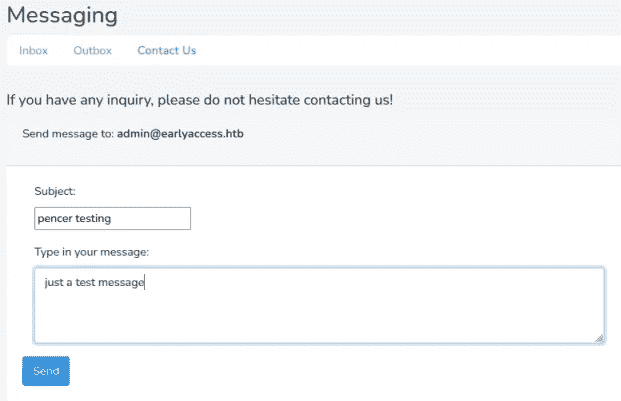 Messaging
Inbox Outbox Contact Us
If you have any inquiry, please do not hesitate contacting us!
Send message to: admin@earlyaccess.htb
Subject:
pencer testing
Type in your message:
just a test message
Send